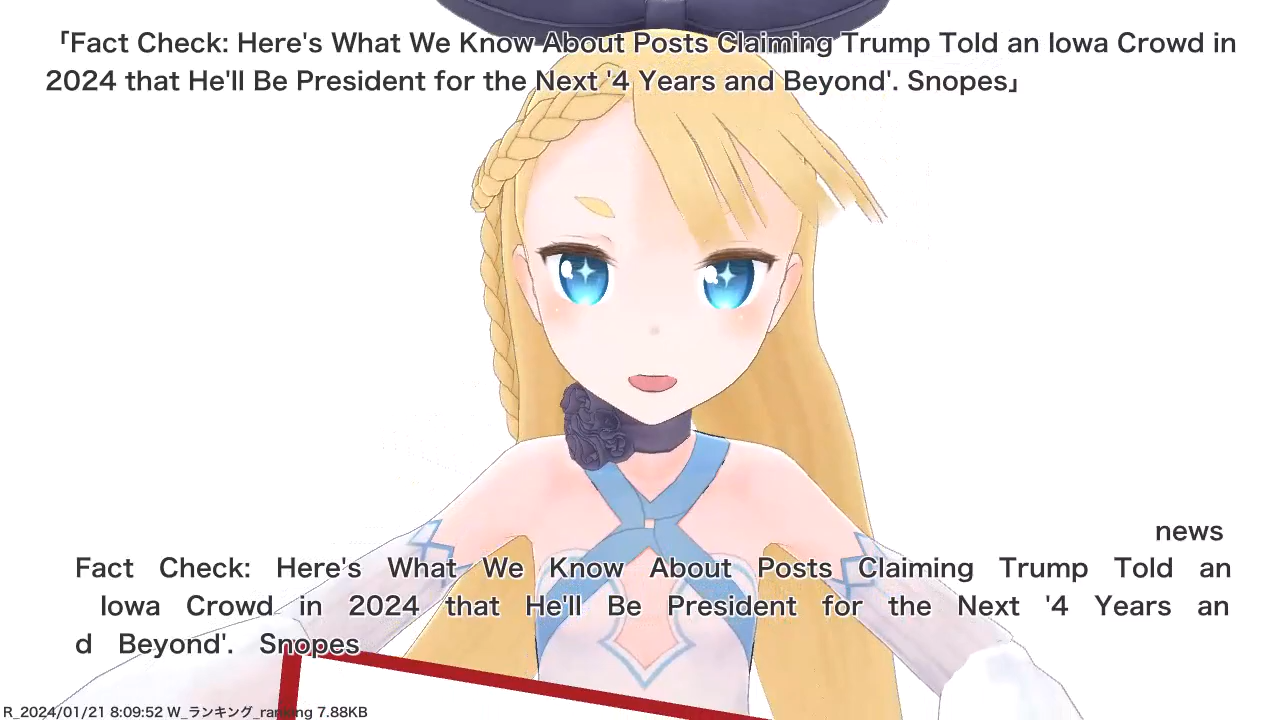 「Fact Check: Here's What We Know About Posts Claiming Trump Told an Iowa Crowd in
2024 that He'll Be President for the Next '4 Years and Beyond'. Snopes」
news
Fact Check: Here's What We Know About Posts Claiming Trump Told an
Iowa Crowd in 2024 that He'll Be President for the Next '4 Years an
d Beyond'. Snopes
R_2024/01/21 8:09:52 W_ランキング_ranking 7.88KB